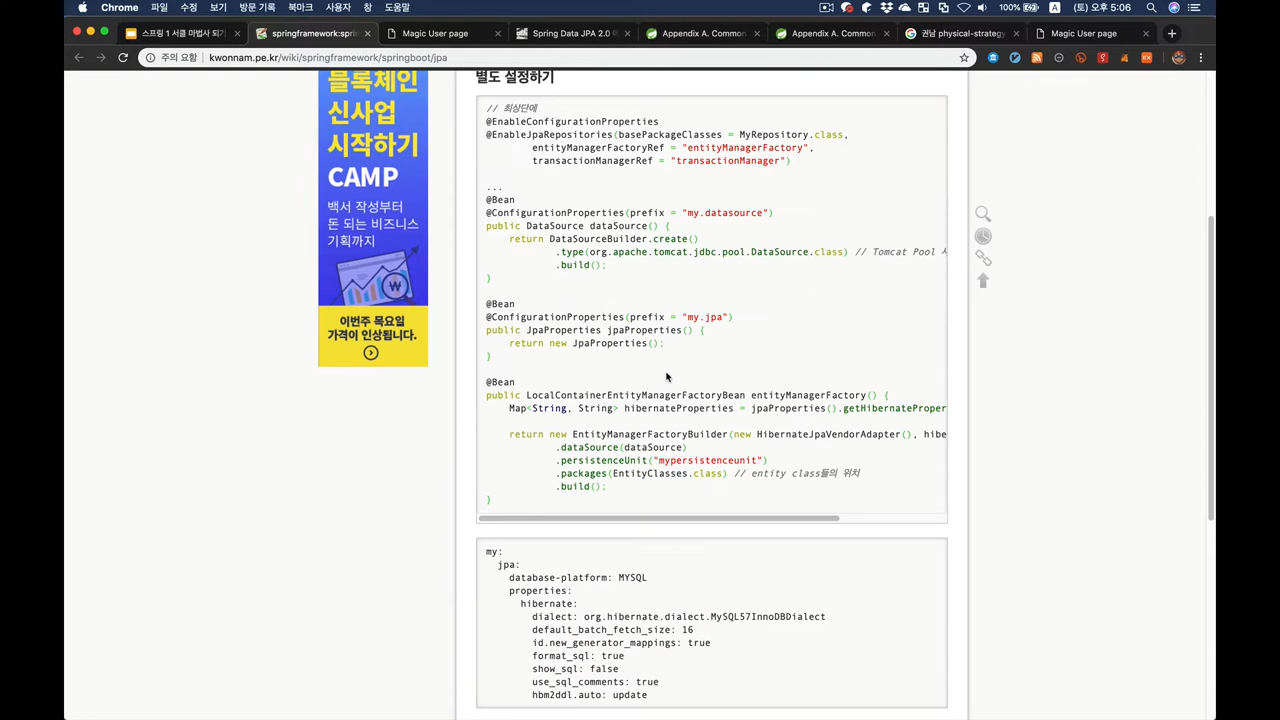 Chrome 파일 수정 보기 방문 기록 북마크 사용자 창 도움말 100% (토) 오후 5:06
스프링 1 서클 마법사 되기 springframework:spri Magic User page Spring Data JPA 2.0 에 Appendix A. Common Appendix A. Common 권남 physical-strategy Magic User page
주의 요함 kwonnam.pe.kr/wiki/springframework/springboot/jpa
블록체인
신사업
시작하기
CAMP
백서 작성부터
돈 되는 비즈니스
기획까지
이번주 목요일
가격이 인상됩니다.
별도 설정하기
// 최상단에
@EnableConfigurationProperties
@EnableJpaRepositories(basePackageClasses = MyRepository.class,
entityManagerFactoryRef = "entityManagerFactory",
transactionManagerRef = "transactionManager")
...
@Bean
@ConfigurationProperties(prefix = "my.datasource")
public DataSource dataSource() {
return DataSourceBuilder.create()
.type(org.apache.tomcat.jdbc.pool.DataSource.class) // Tomcat Pool 사
.build();
}
@Bean
@ConfigurationProperties(prefix = "my.jpa")
public JpaProperties jpaProperties() {
return new JpaProperties();
}
@Bean
public LocalContainerEntityManagerFactoryBean entityManagerFactory() {
Map<String, String> hibernateProperties = jpaProperties().getHibernateProper
return new EntityManagerFactoryBuilder(new HibernateJpaVendorAdapter(), hibe
.dataSource(dataSource)
.persistenceUnit("mypersistenceunit")
.packages(EntityClasses.class) // entity class들의 위치
.build();
}
my:
jpa:
database-platform: MYSQL
properties:
hibernate:
dialect: org.hibernate.dialect.MySQL57InnoDBDialect
default_batch_fetch_size: 16
id.new_generator_mappings: true
format_sql: true
show_sql: false
use_sql_comments: true
hbm2ddl.auto: update